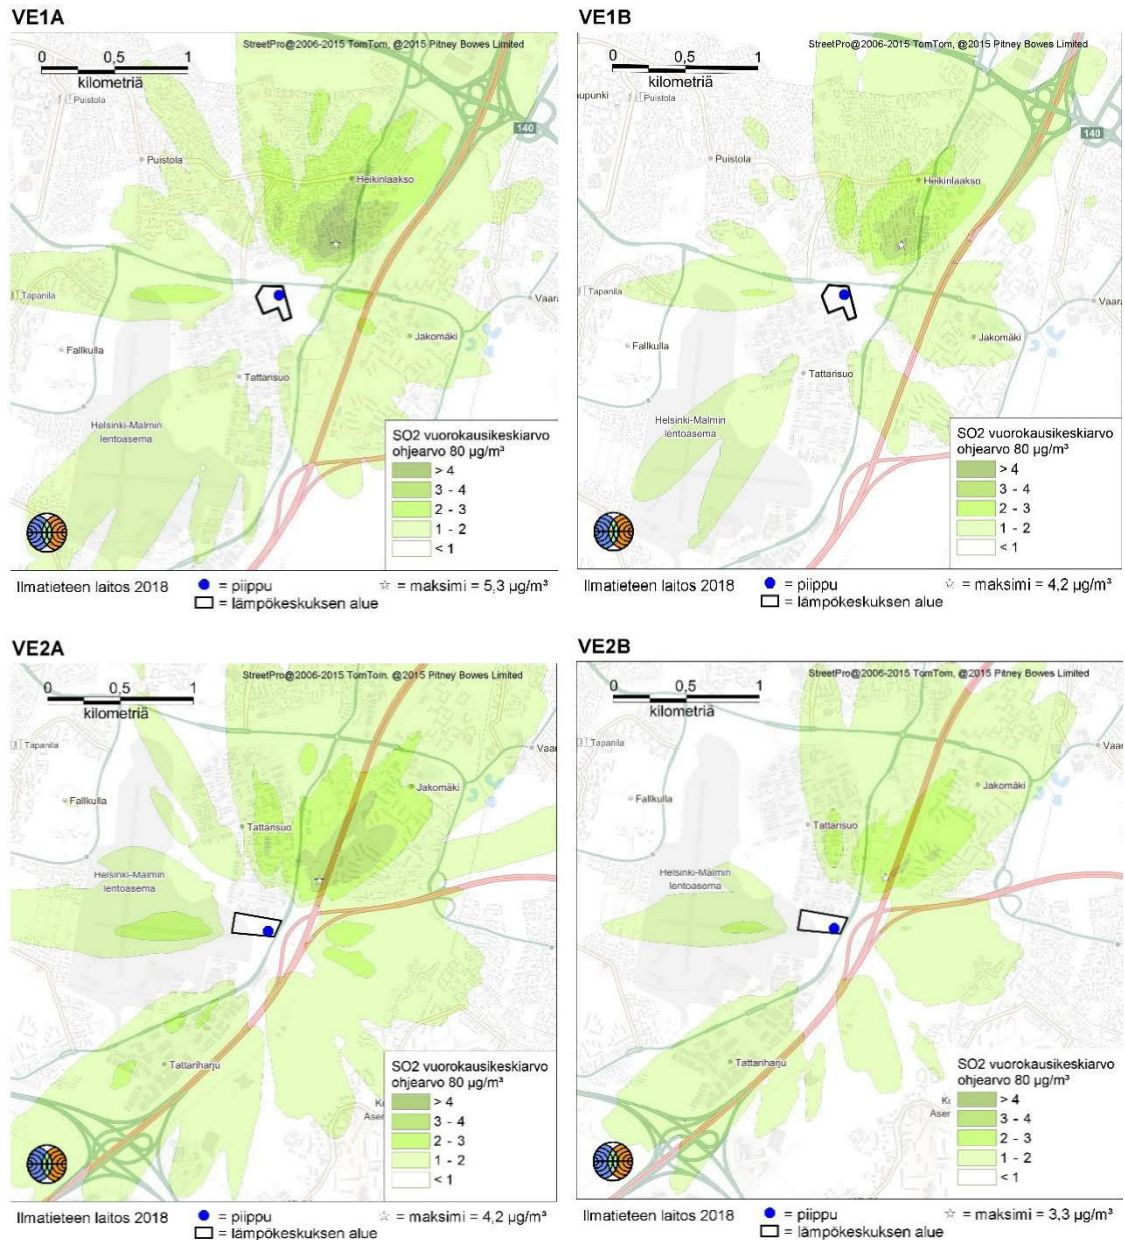 VE1A
StreetPro@2006-2015 TomTom, @2015 Pitney Bowes Limited
0 0,5 1
kilometriä
Puistola
Puistola
140
Heikinlaakso
Tapanila
Vaara
Fallkulla
Jakomäki
Tattarisuo
Helsinki-Malmin
lentoasema
SO2 vuorokausikeskiarvo
ohjearvo 80 µg/m³
> 4
3 - 4
2 - 3
1 - 2
< 1
Ilmatieteen laitos 2018
= piippu
= maksimi = 5,3 µg/m³
= lämpökeskuksen alue
VE1B
StreetPro@2006-2015 TomTom, @2015 Pitney Bowes Limited
0 0,5 1
kilometriä
aupunki
Puistola
Puistola
140
Heikinlaakso
Tapanila
Vaara
Fallkulla
Jakomäki
Tattarisuo
Helsinki-Malmin
lentoasema
SO2 vuorokausikeskiarvo
ohjearvo 80 µg/m³
> 4
3 - 4
2 - 3
1 - 2
< 1
Ilmatieteen laitos 2018
= piippu
= maksimi = 4,2 µg/m³
= lämpökeskuksen alue
VE2A
StreetPro@2006-2015 TomTom, @2015 Pitney Bowes Limited
0 0,5 1
kilometriä
Tapanila
Vaa
Fallkulla
Jakomäki
Tattarisuo
Helsinki-Malmin
lentoasema
Tattariharju
SO2 vuorokausikeskiarvo
ohjearvo 80 µg/m³
Ko
Aser
> 4
3 - 4
2 - 3
1 - 2
< 1
Ilmatieteen laitos 2018
= piippu
= maksimi = 4,2 µg/m³
= lämpökeskuksen alue
VE2B
StreetPro@2006-2015 TomTom, @2015 Pitney Bowes Limited
0 0,5 1
kilometriä
Tapanila
Vaar
Fallkulla
Jakomäki
Tattarisuo
Helsinki-Malmin
lentoasema
Tattariharju
SO2 vuorokausikeskiarvo
ohjearvo 80 µg/m³
Ko
Asen
> 4
3 - 4
2 - 3
1 - 2
< 1
Ilmatieteen laitos 2018
= piippu
= maksimi = 3,3 µg/m³
= lämpökeskuksen alue